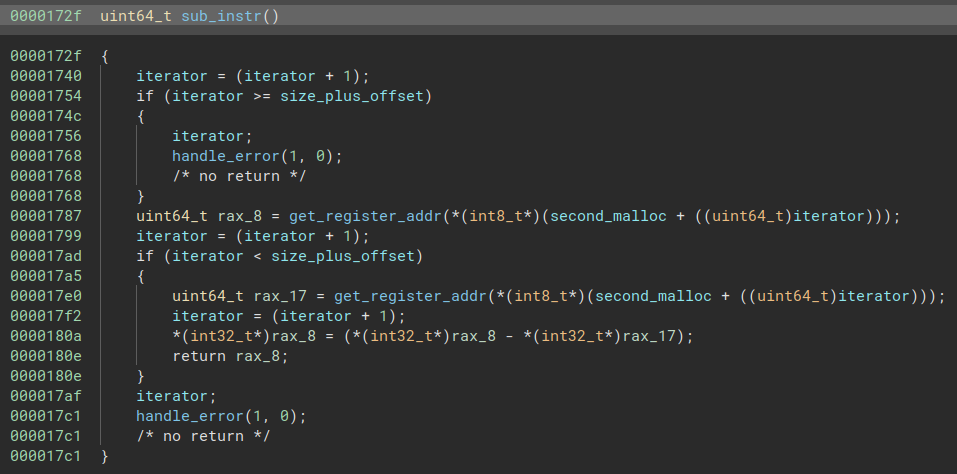 0000172f  uint64_t sub_instr()
0000172f  {
00001740      iterator = (iterator + 1);
00001754      if (iterator >= size_plus_offset)
0000174c      {
00001756          iterator;
00001768          handle_error(1, 0);
00001768          /* no return */
00001768      }
00001787      uint64_t rax_8 = get_register_addr(*(int8_t*)(second_malloc + ((uint64_t)iterator)));
00001799      iterator = (iterator + 1);
000017ad      if (iterator < size_plus_offset)
000017a5      {
000017e0          uint64_t rax_17 = get_register_addr(*(int8_t*)(second_malloc + ((uint64_t)iterator)));
000017f2          iterator = (iterator + 1);
0000180a          *(int32_t*)rax_8 = (*(int32_t*)rax_8 - *(int32_t*)rax_17);
0000180e          return rax_8;
0000180e      }
000017af      iterator;
000017c1      handle_error(1, 0);
000017c1      /* no return */
000017c1  }